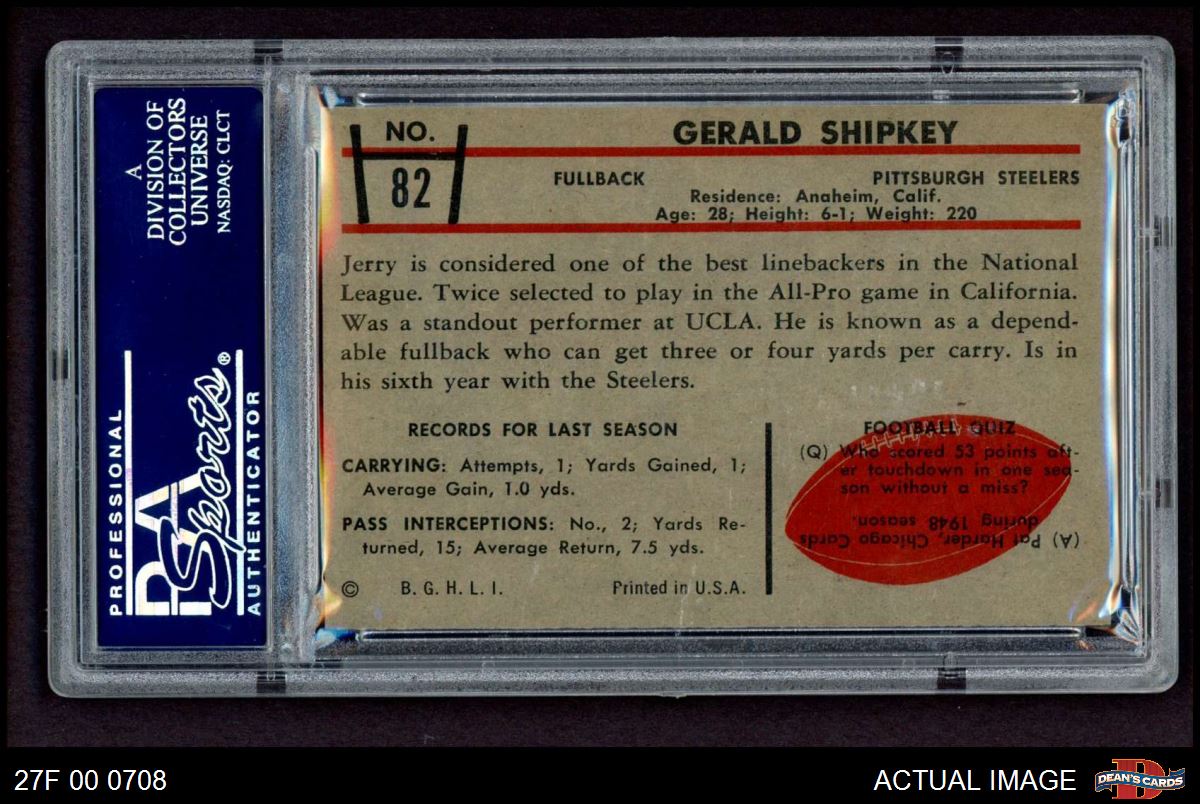 A
DIVISION OF
COLLECTORS
UNIVERSE
NASDAQ: CLCT
PROFESSIONAL
PSA
Sports®
AUTHENTICATOR
NO.
82
GERALD SHIPKEY
FULLBACK PITTSBURGH STEELERS
Residence: Anaheim, Calif.
Age: 28; Height: 6-1; Weight: 220
Jerry is considered one of the best linebackers in the National
League. Twice selected to play in the All-Pro game in California.
Was a standout performer at UCLA. He is known as a depend-
able fullback who can get three or four yards per carry. Is in
his sixth year with the Steelers.
RECORDS FOR LAST SEASON
CARRYING: Attempts, 1; Yards Gained, 1;
Average Gain, 1.0 yds.
PASS INTERCEPTIONS: No., 2; Yards Re-
turned, 15; Average Return, 7.5 yds.
© B. G. H. L. I. Printed in U.S.A.
FOOTBALL QUIZ
(Q) Who scored 53 points aft-
er touchdown in one sea-
son without a miss?
(A) Pat Harder, Chicago Cards
during 1948 season.
27F 00 0708
ACTUAL IMAGE
DEAN'S CARDS